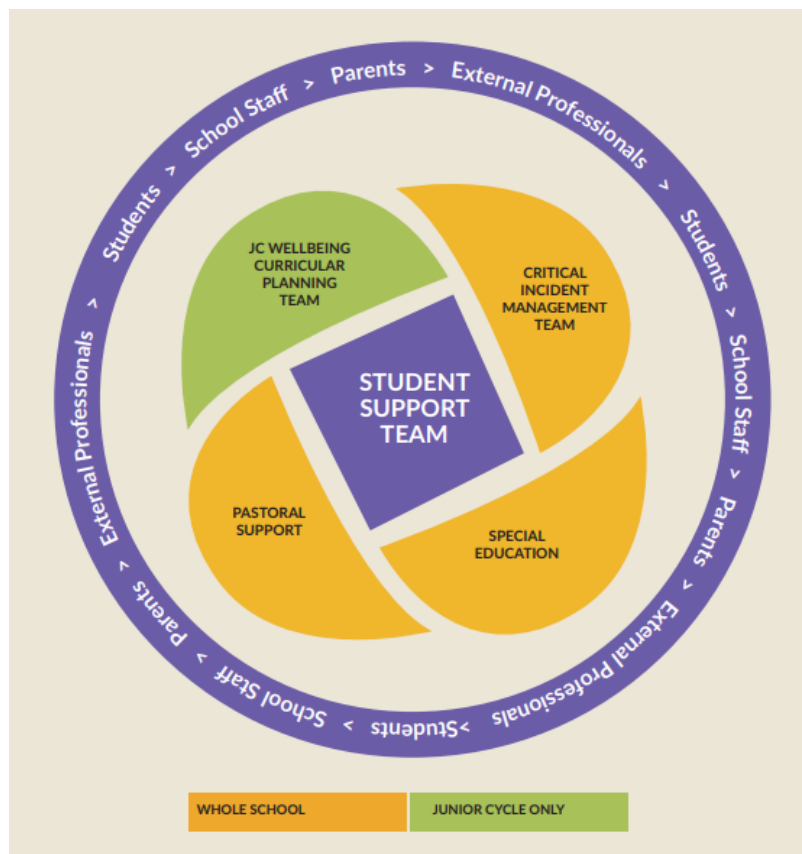 Students > School Staff > Parents > External Professionals > Students > School Staff > Parents > External Professionals >Students > School Staff > Parents > External Professionals >
JC WELLBEING
CURRICULAR
PLANNING
TEAM
CRITICAL
INCIDENT
MANAGEMENT
TEAM
STUDENT
SUPPORT
TEAM
PASTORAL
SUPPORT
SPECIAL
EDUCATION
WHOLE SCHOOL
JUNIOR CYCLE ONLY